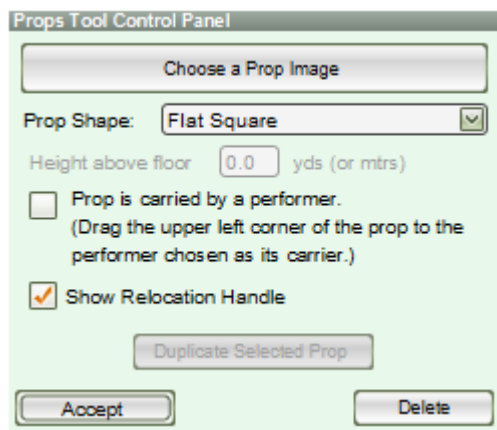 Props Tool Control Panel
Choose a Prop Image
Prop Shape: Flat Square
Height above floor 0.0 yds (or mtrs)
Prop is carried by a performer.
(Drag the upper left corner of the prop to the
performer chosen as its carrier.)
Show Relocation Handle
Duplicate Selected Prop
Accept Delete